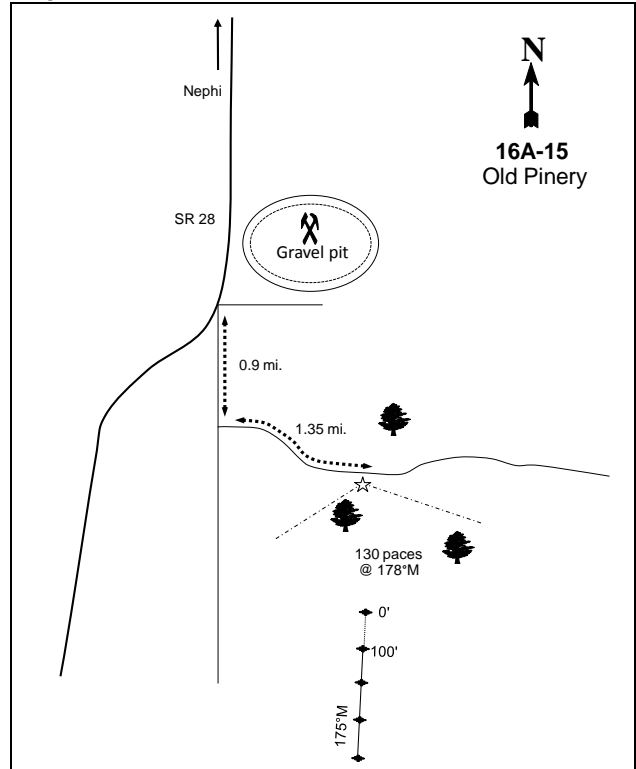 N
16A-15
Old Pinery
Nephi
SR 28
Gravel pit
0.9 mi.
1.35 mi.
130 paces
@ 178°M
0'
100'
175°M